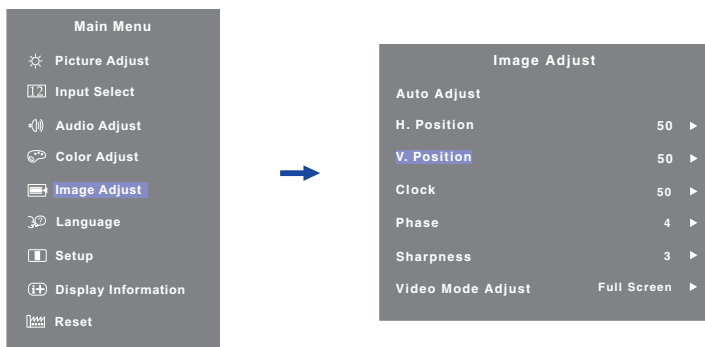 Main Menu
Picture Adjust
12 Input Select
Audio Adjust
Color Adjust
Image Adjust
Language
Setup
Display Information
Reset
Image Adjust
Auto Adjust
H. Position 50
V. Position 50
Clock 50
Phase 4
Sharpness 3
Video Mode Adjust Full Screen